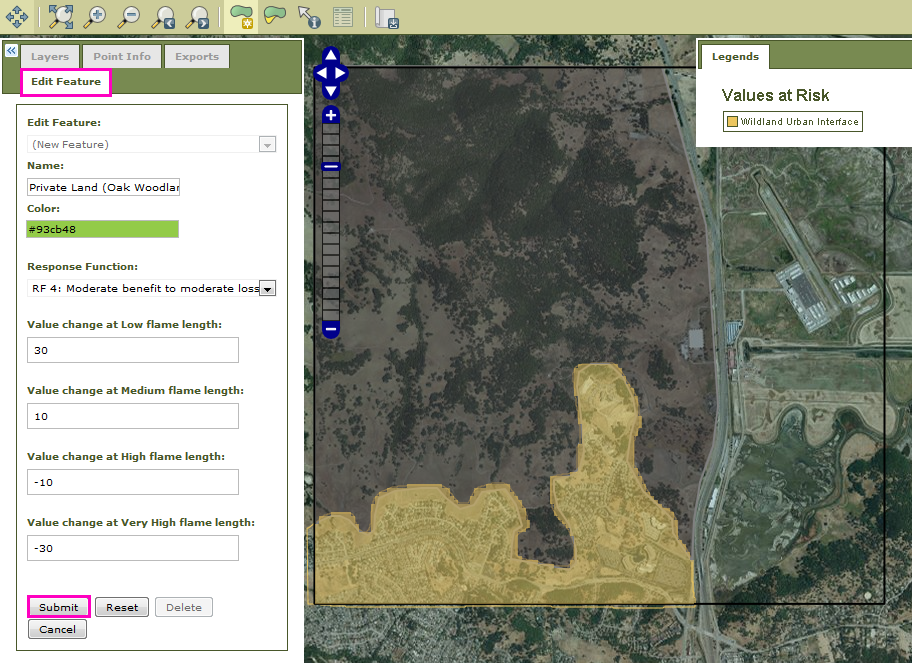 «
Layers
Point Info
Exports
Edit Feature
Edit Feature:
(New Feature)
Name:
Private Land (Oak Woodlan
Color:
#93cb48
Response Function:
RF 4: Moderate benefit to moderate loss
Value change at Low flame length:
30
Value change at Medium flame length:
10
Value change at High flame length:
-10
Value change at Very High flame length:
-30
Submit
Reset
Delete
Cancel
Legends
Values at Risk
Wildland Urban Interface